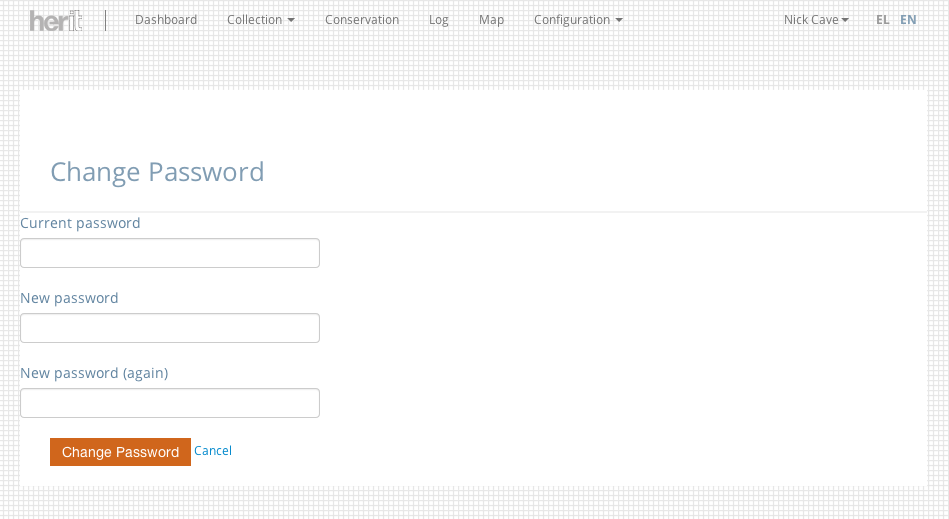 herit Dashboard Collection Conservation Log Map Configuration Nick Cave EL EN
Change Password
Current password
New password
New password (again)
Change Password Cancel